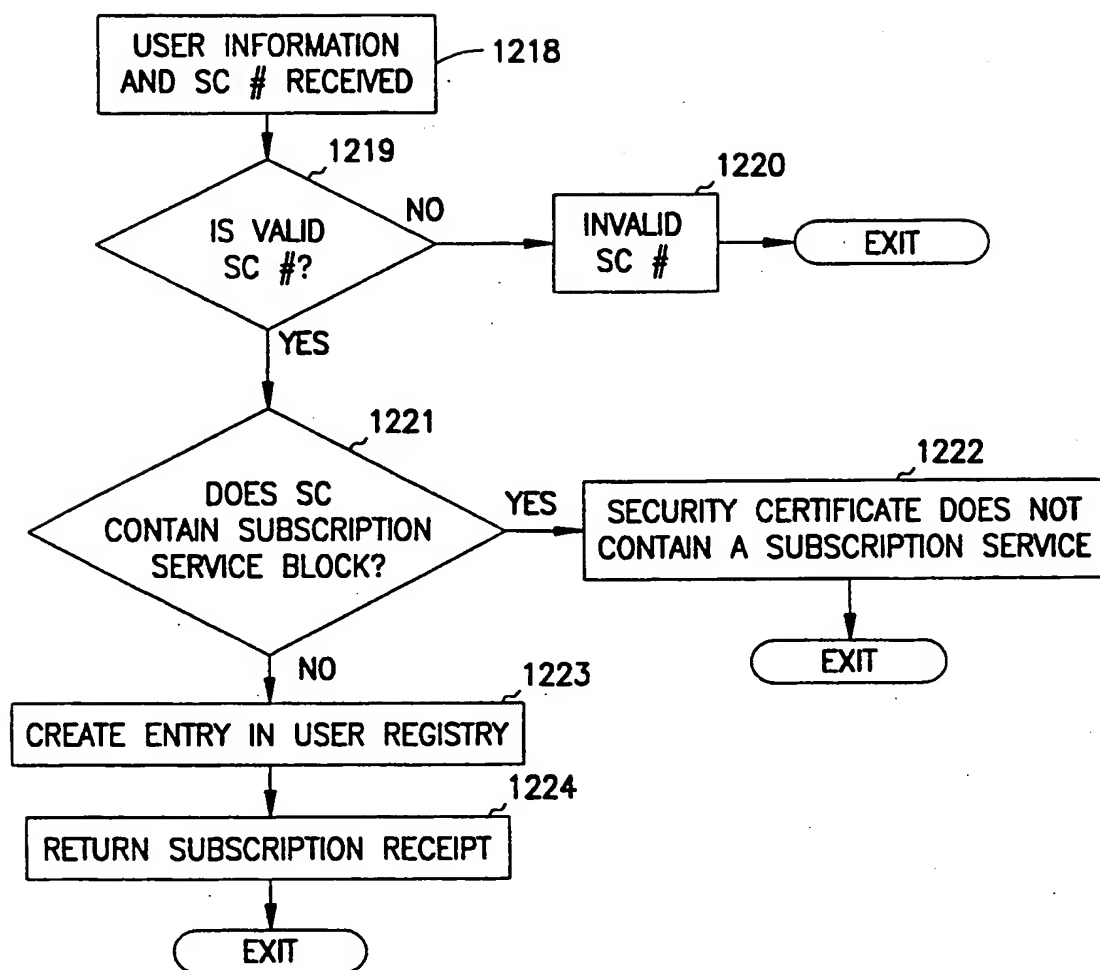 USER INFORMATION
AND SC # RECEIVED
1218
1219
IS VALID
SC #?
NO
1220
INVALID
SC #
EXIT
YES
1221
DOES SC
CONTAIN SUBSCRIPTION
SERVICE BLOCK?
YES
1222
SECURITY CERTIFICATE DOES NOT
CONTAIN A SUBSCRIPTION SERVICE
EXIT
NO
1223
CREATE ENTRY IN USER REGISTRY
1224
RETURN SUBSCRIPTION RECEIPT
EXIT